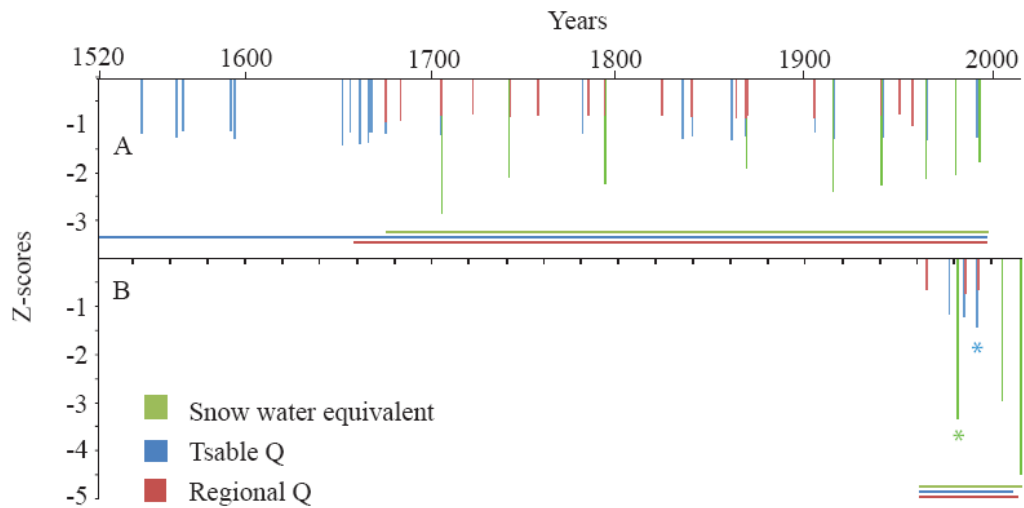 Years
1520 1600 1700 1800 1900 2000
-1
A
-2
-3
Z-scores
B
-1
*
-2
Snow water equivalent
-3
*
Tsable Q
-4
Regional Q
-5